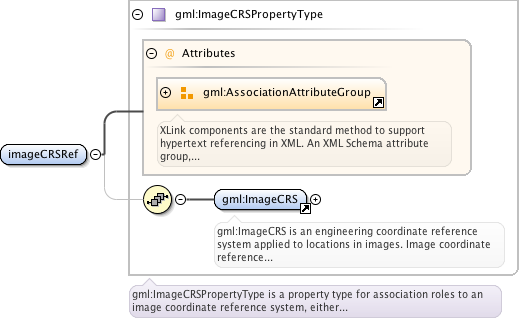 gml:ImageCRSPropertyType
@ Attributes
gml:AssociationAttributeGroup
XLink components are the standard method to support
hypertext referencing in XML. An XML Schema attribute
group,...
imageCRSRef
gml:ImageCRS
gml:ImageCRS is an engineering coordinate reference
system applied to locations in images. Image coordinate
reference...
gml:ImageCRSPropertyType is a property type for association roles to an
image coordinate reference system, either...